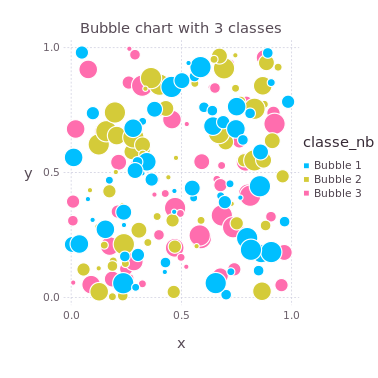 Bubble chart with 3 classes
1.0
y
0.5
0.0
0.0
0.5
1.0
x
classe_nb
Bubble 1
Bubble 2
Bubble 3